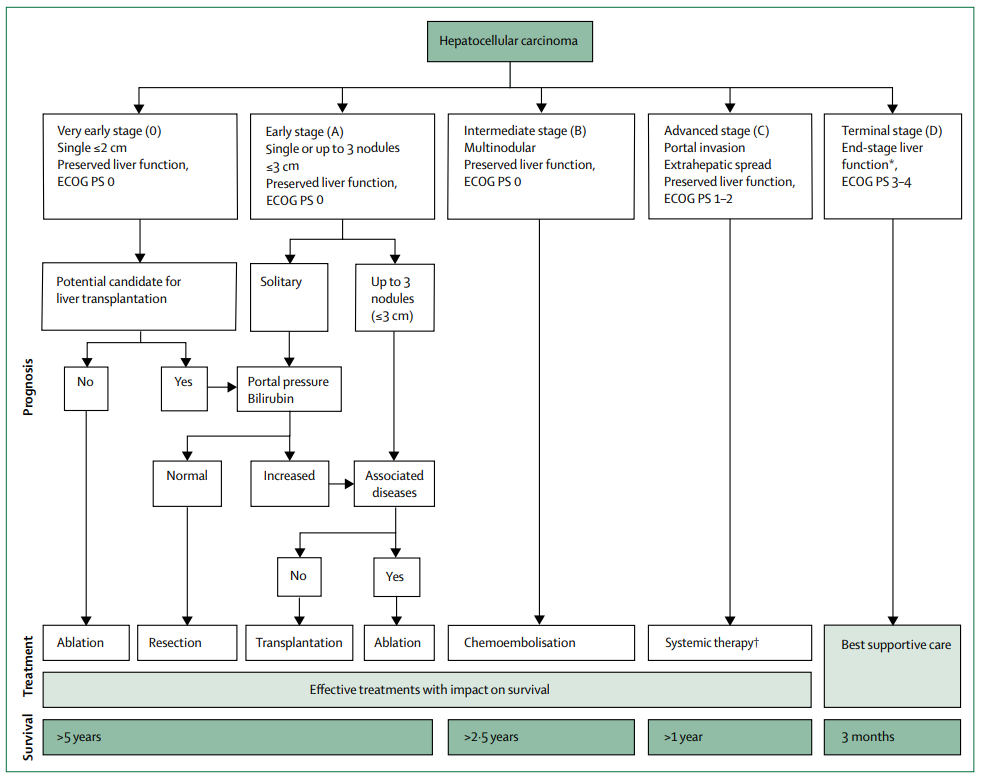 Hepatocellular carcinoma
Very early stage (0)
Single ≤2 cm
Preserved liver function,
ECOG PS 0
Early stage (A)
Single or up to 3 nodules
≤3 cm
Preserved liver function,
ECOG PS 0
Intermediate stage (B)
Multinodular
Preserved liver function,
ECOG PS 0
Advanced stage (C)
Portal invasion
Extrahepatic spread
Preserved liver function,
ECOG PS 1–2
Terminal stage (D)
End-stage liver
function*,
ECOG PS 3–4
Potential candidate for
liver transplantation
Solitary
Up to 3
nodules
(≤3 cm)
Prognosis
No
Yes
Portal pressure
Bilirubin
Normal
Increased
Associated
diseases
No
Yes
Treatment
Ablation
Resection
Transplantation
Ablation
Chemoembolisation
Systemic therapy†
Best supportive care
Effective treatments with impact on survival
Survival
>5 years
>2·5 years
>1 year
3 months